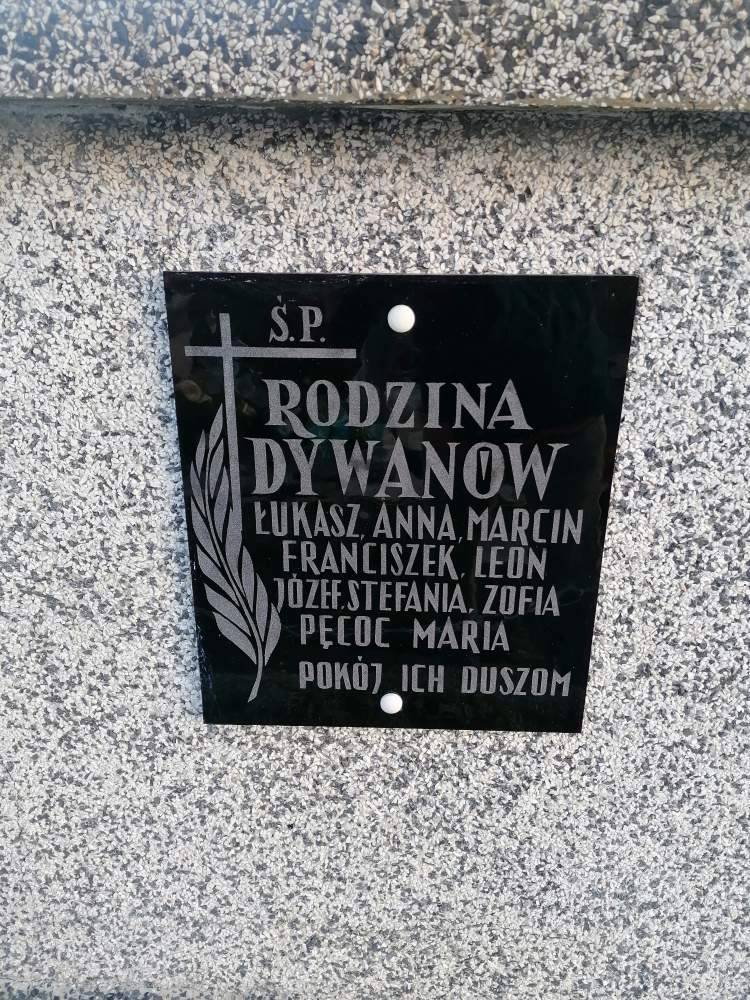 Ś.P.
RODZINA
DYWANÓW
ŁUKASZ, ANNA, MARCIN
FRANCISZEK, LEON
JÓZEF, STEFANIA, ZOFIA
PĘCOC MARIA
POKÓJ ICH DUSZOM